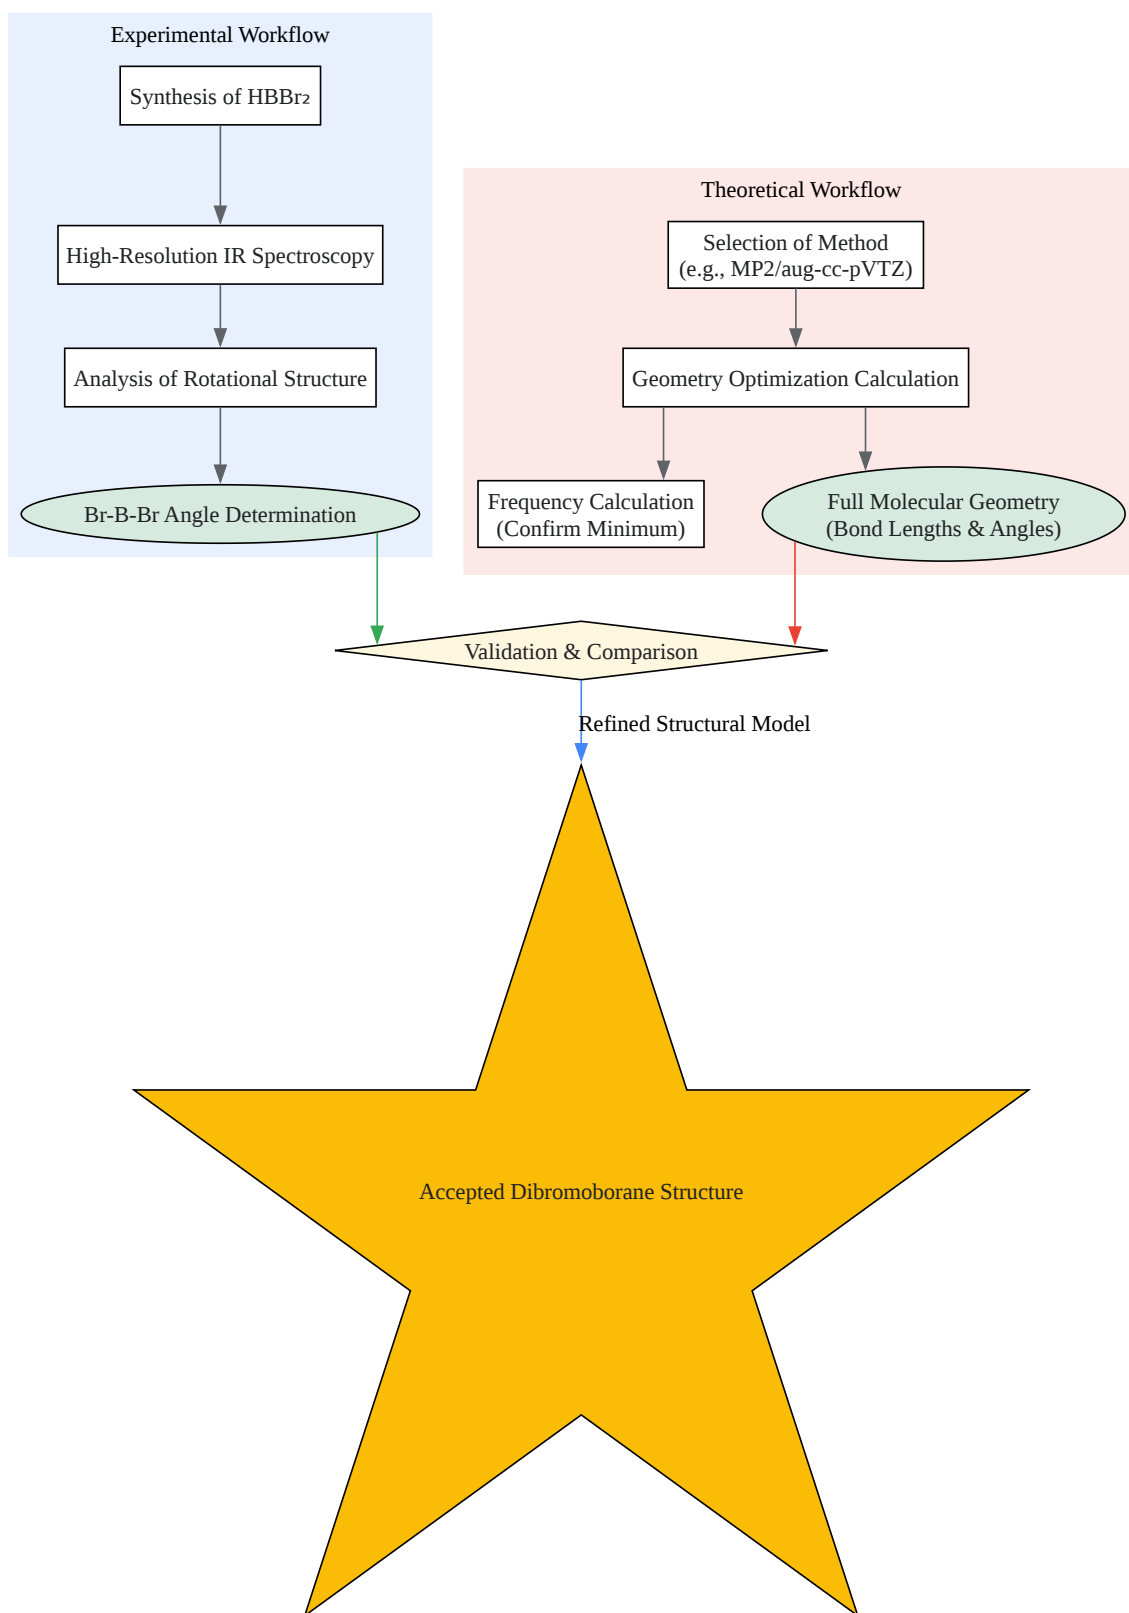 Experimental Workflow
Synthesis of HBBr₂
High-Resolution IR Spectroscopy
Analysis of Rotational Structure
Br-B-Br Angle Determination
Theoretical Workflow
Selection of Method
(e.g., MP2/aug-cc-pVTZ)
Geometry Optimization Calculation
Frequency Calculation
(Confirm Minimum)
Full Molecular Geometry
(Bond Lengths & Angles)
Validation & Comparison
Refined Structural Model
Accepted Dibromoborane Structure